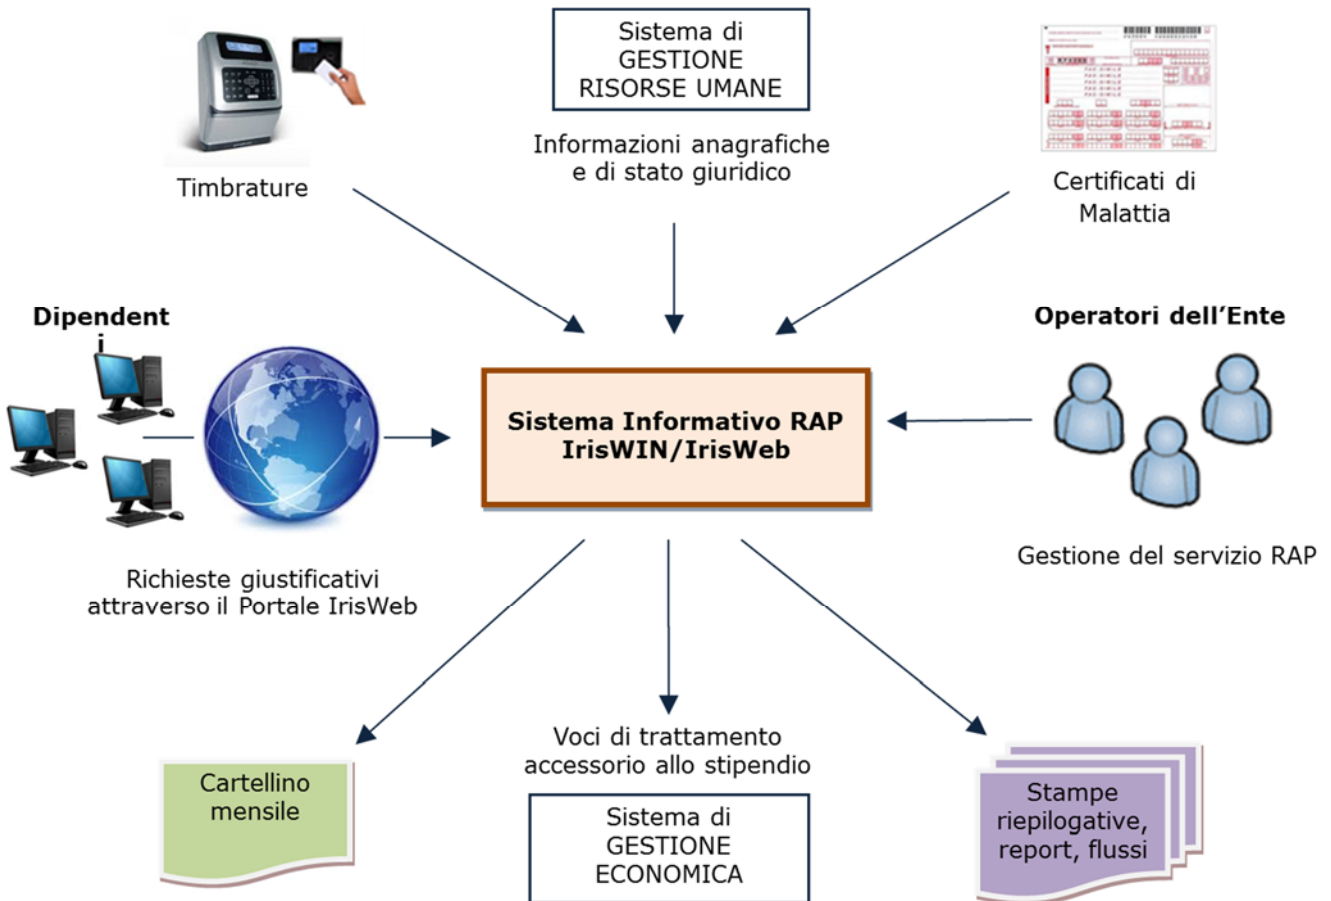 Sistema di
GESTIONE
RISORSE UMANE
Informazioni anagrafiche
e di stato giuridico
Timbrature
Certificati di
Malattia
Dipendent
i
Operatori dell'Ente
Sistema Informativo RAP
IrisWIN/IrisWeb
Richieste giustificativi
attraverso il Portale IrisWeb
Gestione del servizio RAP
Cartellino
mensile
Voci di trattamento
accessorio allo stipendio
Sistema di
GESTIONE
ECONOMICA
Stampe
riepilogative,
report, flussi